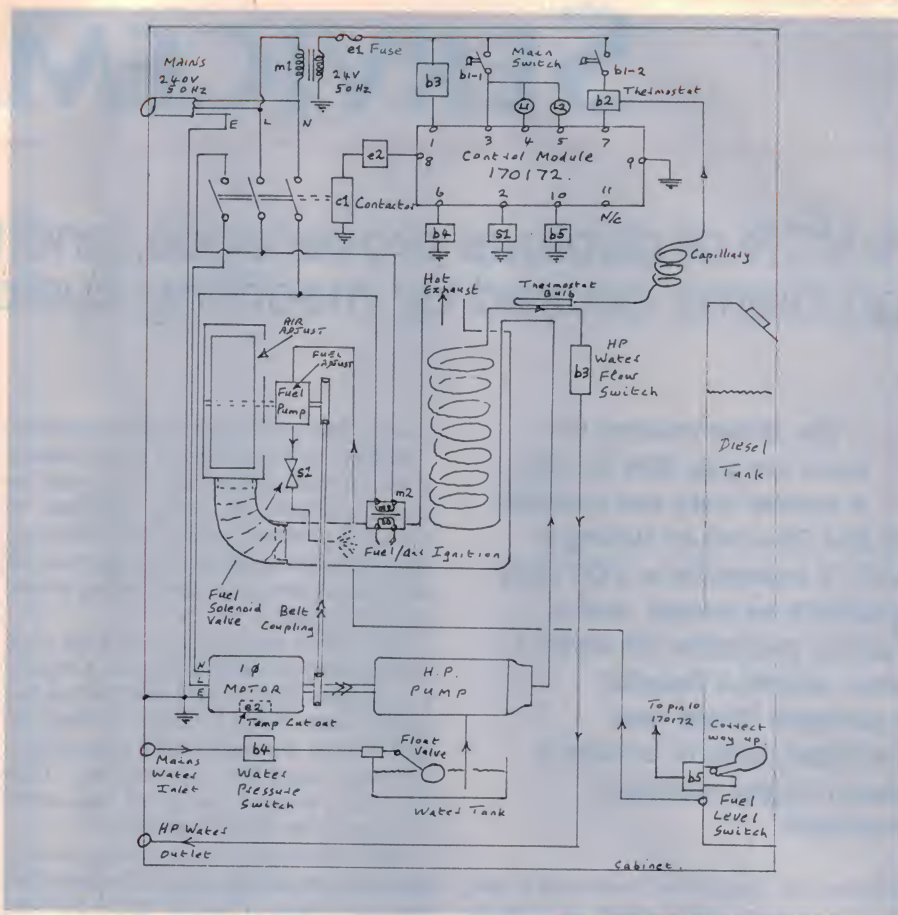 MAINS
240V
50HZ
m1
e1 Fuse
24V
50HZ
Main
Switch
b1-1
b1-2
b3
L1
L2
b2
Thermostat
E
L
N
1
3
4
5
7
Control Module
170172.
8
9
6
2
10
11
N/c
e2
c1
Contactor
b4
S1
b5
Capilliary
Hot
Exhaust
Thermostat
Bulb
AIR
ADJUST
FUEL
ADJUST
Fuel
Pump
S1
HP
Water
Flow
Switch
b3
Diesel
Tank
m2
Fuel/Air Ignition
Fuel
Solenoid
Valve
Belt
Coupling
N
L
E
1Ø
MOTOR
e2
Temp Cut out
H.P.
PUMP
To pin 10
170172
Correct
way up.
b5
Fuel
Level
Switch
Mains
Water
Inlet
b4
Water
Pressure
Switch
Float
Valve
Water Tank
HP Water
Outlet
Cabinet.